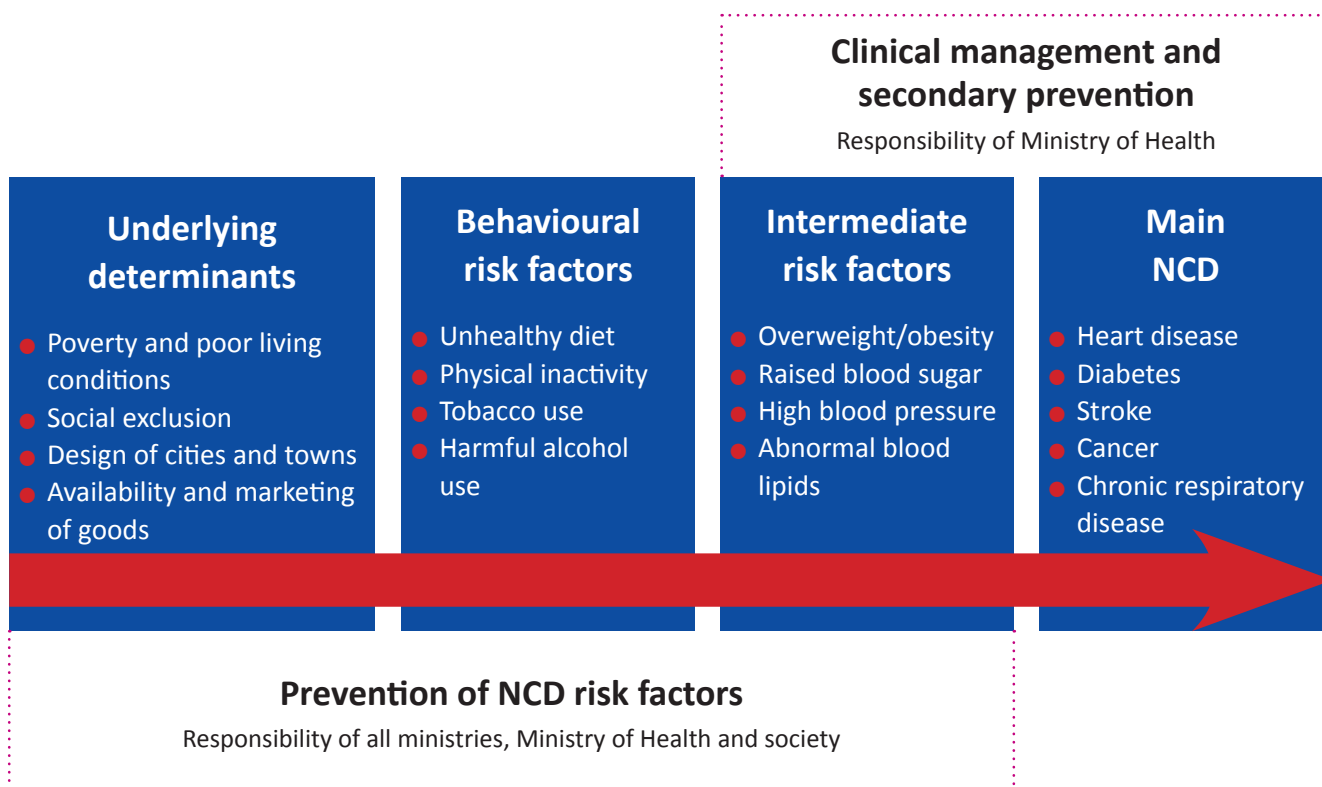 Clinical management and
secondary prevention
Responsibility of Ministry of Health
Underlying
determinants
Poverty and poor living
conditions
Social exclusion
Design of cities and towns
Availability and marketing
of goods
Behavioural
risk factors
Unhealthy diet
Physical inactivity
Tobacco use
Harmful alcohol
use
Intermediate
risk factors
Overweight/obesity
Raised blood sugar
High blood pressure
Abnormal blood
lipids
Main
NCD
Heart disease
Diabetes
Stroke
Cancer
Chronic respiratory
disease
Prevention of NCD risk factors
Responsibility of all ministries, Ministry of Health and society